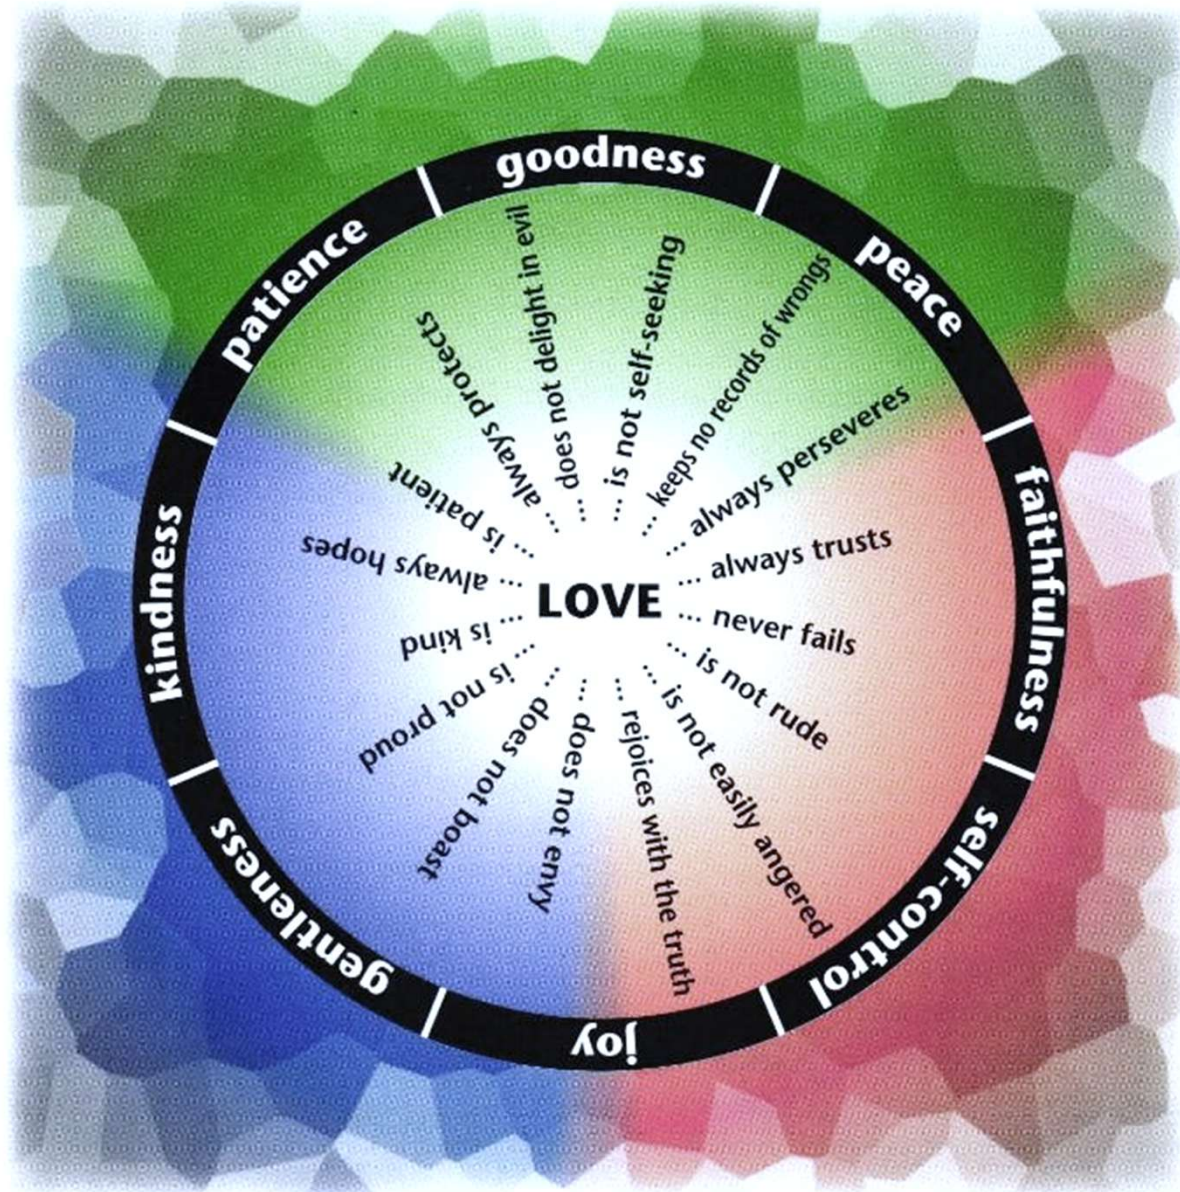 goodness
peace
faithfulness
self-control
joy
gentleness
kindness
patience
LOVE
... does not delight in evil
... is not self-seeking
... keeps no records of wrongs
... always perseveres
... always trusts
... never fails
... is not rude
... is not easily angered
... rejoices with the truth
... does not envy
... does not boast
... is not proud
... is kind
... always hopes
... is patient
... always protects